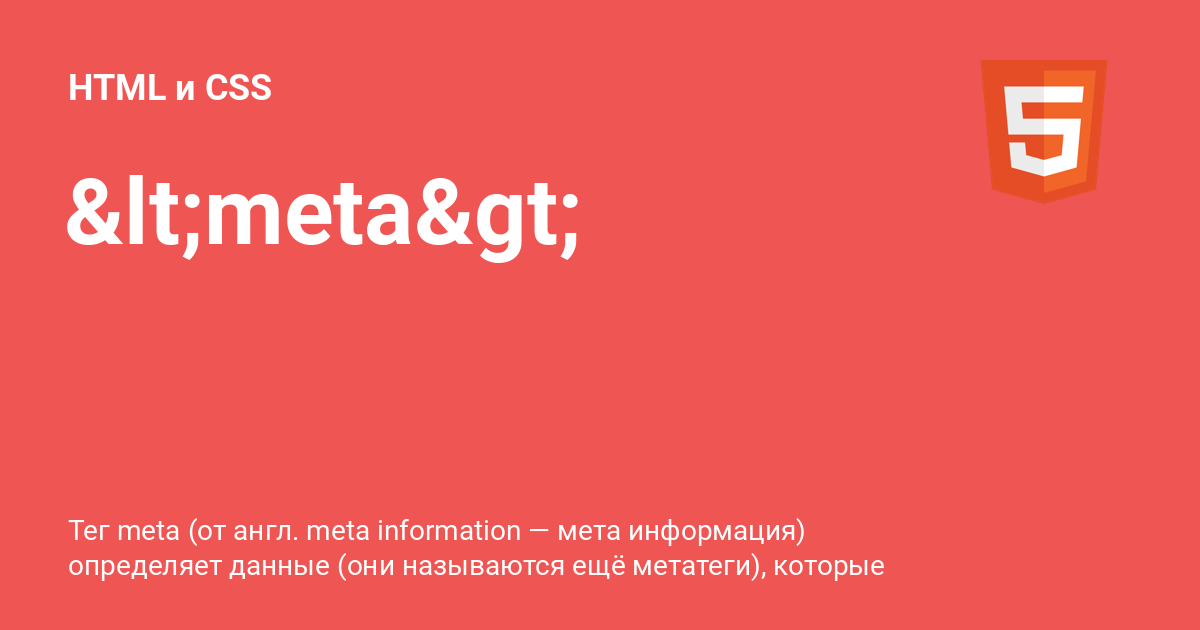 HTML и CSS
&lt;meta&gt;
Тег meta (от англ. meta information — мета информация)
определяет данные (они называются ещё метатеги), которые